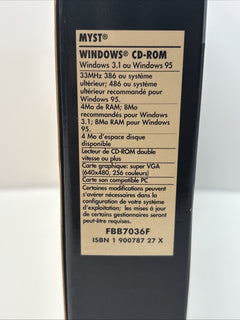 MYST®
WINDOWS® CD-ROM
Windows 3.1 ou Windows 95
33MHz 386 ou système
ultérieur; 486 ou système
ultérieur recommandé pour
Windows 95.
4Mo de RAM; 8Mo
recommandés pour Windows
3.1; 8Mo de RAM pour Windows
95.
4 Mo d'espace disque
disponible
Lecteur de CD-ROM double
vitesse ou plus
Carte graphique: super VGA
(640x480, 256 couleurs)
Carte son compatible PC
Certaines modifications peuvent
s'avérer nécessaires dans la
configuration de votre système
d'exploitation; les mises à
jour de certains gestionnaires seront
peut-être requises.
FBB7036F
ISBN 1 900787 27 X